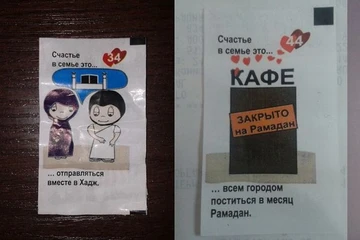 Счастье
в семье это...
34
... отправляться
вместе в Хадж.
Счастье
в семье это...
44
КАФЕ
ЗАКРЫТО
на Рамадан
... всем городом
поститься в месяц
Рамадан.